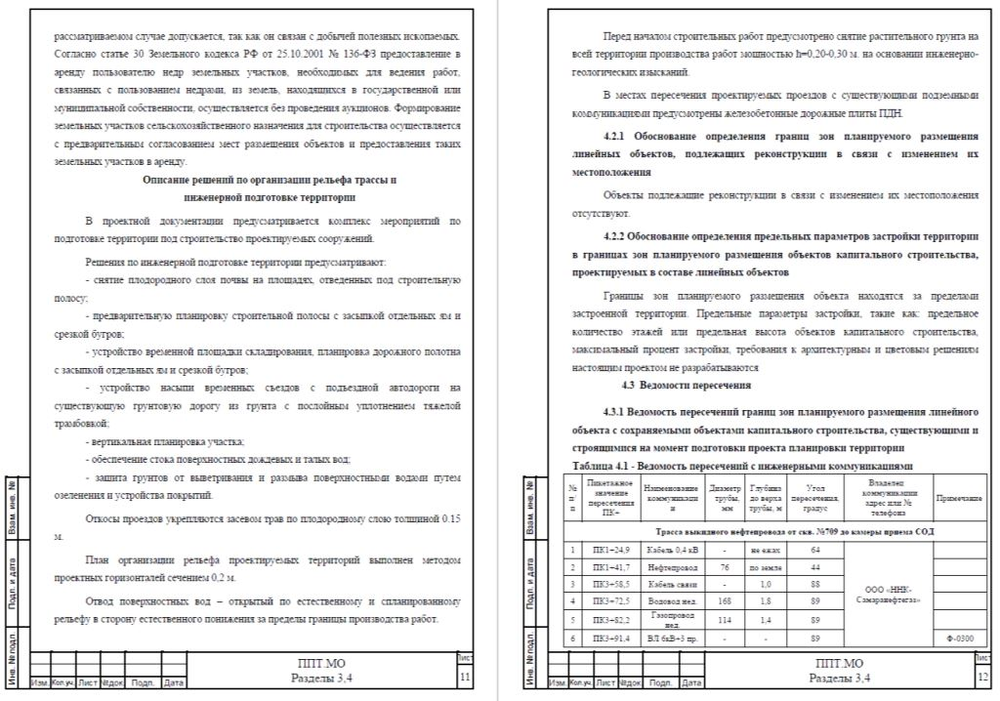 рассматриваемом случае допускается, так как он связан с добычей полезных ископаемых.
Согласно статье 30 Земельного кодекса РФ от 25.10.2001 № 136-ФЗ предоставление в
аренду пользователю недр земельных участков, необходимых для ведения работ,
связанных с пользованием недрами, из земель, находящихся в государственной или
муниципальной собственности, осуществляется без проведения аукционов. Формирование
земельных участков сельскохозяйственного назначения для строительства осуществляется
с предварительным согласованием мест размещения объектов и предоставления таких
земельных участков в аренду.
Описание решений по организации рельефа трассы и
инженерной подготовке территории
В проектной документации предусматривается комплекс мероприятий по
подготовке территории под строительство проектируемых сооружений.
Решения по инженерной подготовке территории предусматривают:
- снятие плодородного слоя почвы на площадях, отведенных под строительную
полосу;
- предварительную планировку строительной полосы с засыпкой отдельных ям и
срезкой бугров;
- устройство временной площадки складирования, планировка дорожного полотна
с засыпкой отдельных ям и срезкой бугров;
- устройство насыпи временных съездов с подъездной автодороги на
существующую грунтовую дорогу из грунта с послойным уплотнением тяжелой
трамбовкой;
- вертикальная планировка участка;
- обеспечение стока поверхностных дождевых и талых вод;
- защита грунтов от выветривания и размыва поверхностными водами путем
озеленения и устройства покрытий.
Откосы проездов укрепляются засевом трав по плодородному слою толщиной 0.15
м.
План организации рельефа проектируемых территорий выполнен методом
проектных горизонталей сечением 0,2 м.
Отвод поверхностных вод – открытый по естественному и спланированному
рельефу в сторону естественного понижения за пределы границы производства работ.
Взам. инв. №
Подп. и дата
Инв. № подл.
Изм. Кол.уч. Лист №док Подп. Дата
ППТ.МО
Разделы 3,4
Лист
11
Перед началом строительных работ предусмотрено снятие растительного грунта на
всей территории производства работ мощностью h=0,20-0,30 м. на основании инженерно-
геологических изысканий.
В местах пересечения проектируемых проездов с существующими подземными
коммуникациями предусмотрены железобетонные дорожные плиты ПДН.
4.2.1 Обоснование определения границ зон планируемого размещения
линейных объектов, подлежащих реконструкции в связи с изменением их
местоположения
Объекты подлежащие реконструкции в связи с изменением их местоположения
отсутствуют.
4.2.2 Обоснование определения предельных параметров застройки территории
в границах зон планируемого размещения объектов капитального строительства,
проектируемых в составе линейных объектов
Границы зон планируемого размещения объекта находятся за пределами
застроенной территории. Предельные параметры застройки, такие как: предельное
количество этажей или предельная высота объектов капитального строительства,
максимальный процент застройки, требования к архитектурным и цветовым решениям
настоящим проектом не разрабатываются
4.3 Ведомости пересечения
4.3.1 Ведомость пересечений границ зон планируемого размещения линейного
объекта с сохраняемыми объектами капитального строительства, существующими и
строящимися на момент подготовки проекта планировки территории
Таблица 4.1 - Ведомость пересечений с инженерными коммуникациями
№ п/п Пикетажное значение пересечения ПК+ Наименование коммуникации Диаметр трубы, мм Глубина до верха трубы, м Угол пересечения, градус Владелец коммуникации адрес или № телефона Примечание
Трасса выкидного нефтепровода от скв. №709 до камеры приема СОД
1 ПК1+24,9 Кабель 0,4 кВ - не ежах 64
2 ПК1+41,7 Нефтепровод 76 по земле 44
3 ПК3+58,5 Кабель связи - 1,0 88
4 ПК3+72,5 Водовод нед. 168 1,8 89
5 ПК3+82,2 Газопровод нед. 114 1,4 89
6 ПК3+91,4 ВЛ 6кВ+3 пр. - - 89 Ф-0300
ООО «ННК-
Самаранефтегаз»
Взам. инв. №
Подп. и дата
Инв. № подл.
Изм. Кол.уч. Лист №док Подп. Дата
ППТ.МО
Разделы 3,4
Лист
12